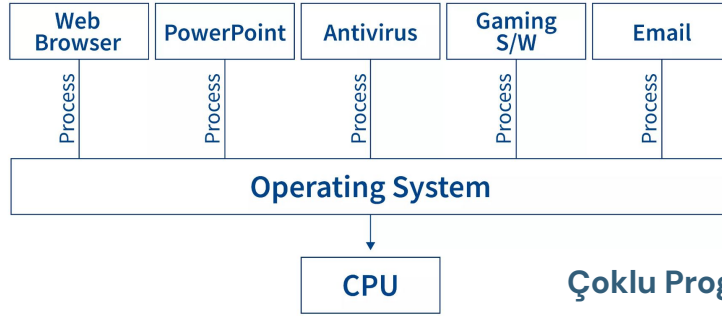 Web
Browser
PowerPoint
Antivirus
Gaming
S/W
Email
Process
Process
Process
Process
Process
Operating System
CPU
Çoklu Prog